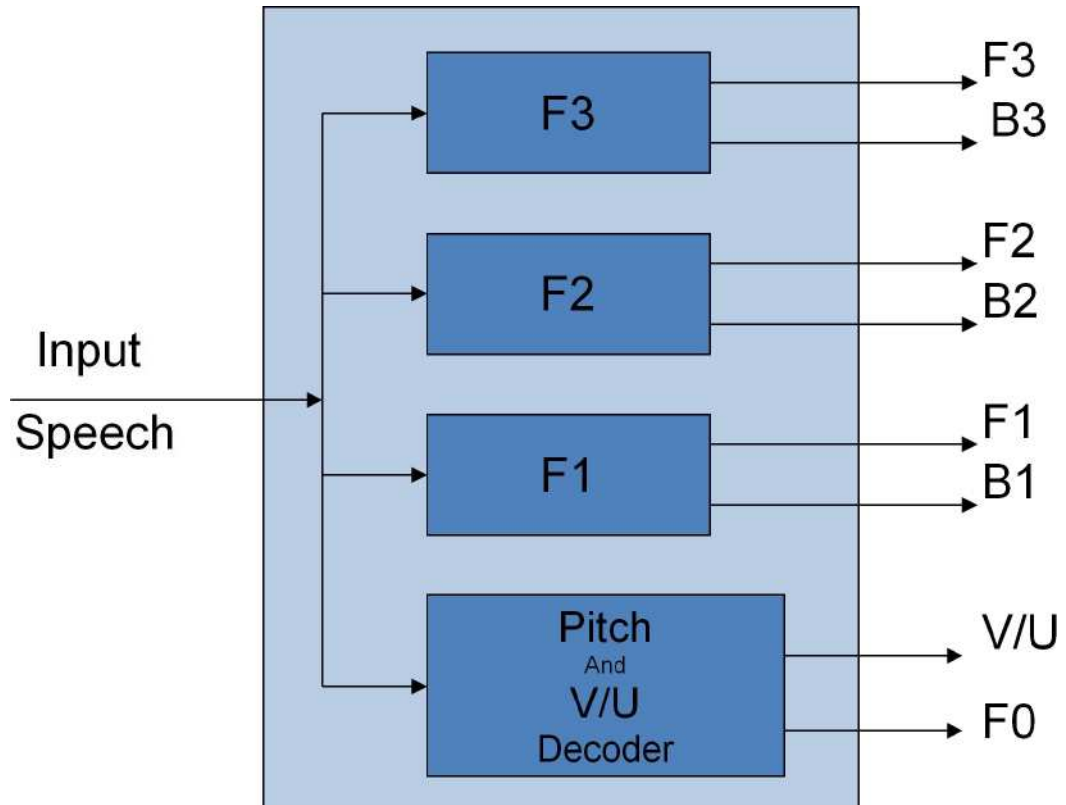 F3
F3
B3
F2
F2
B2
Input
Speech
F1
F1
B1
Pitch
And
V/U
Decoder
V/U
F0